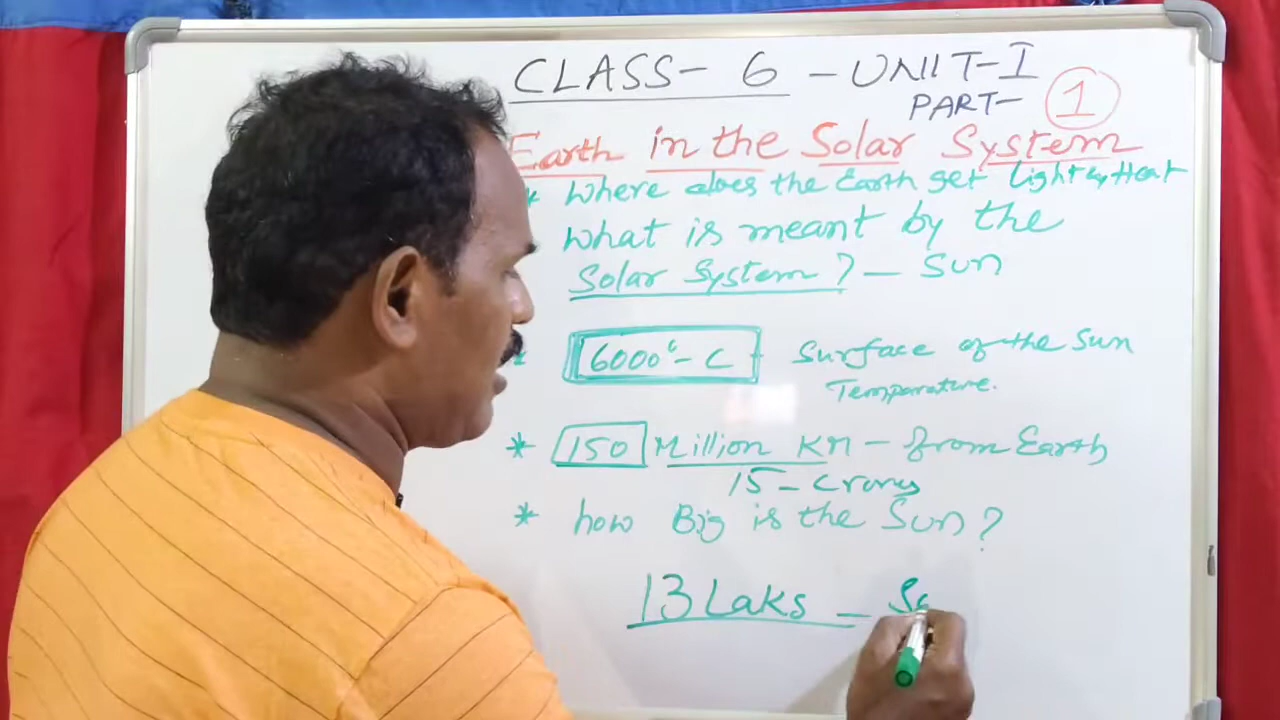 CLASS- 6 - UNIT-I
PART- 1
Earth in the Solar System
* Where does the Earth get light & Heat
What is meant by the
Solar System ? - Sun
* 6000°- C - Surface of the Sun
Temparature.
* 150 Million KM - from Earth
15 - Crorys
* how Big is the Sun?
13 Laks -